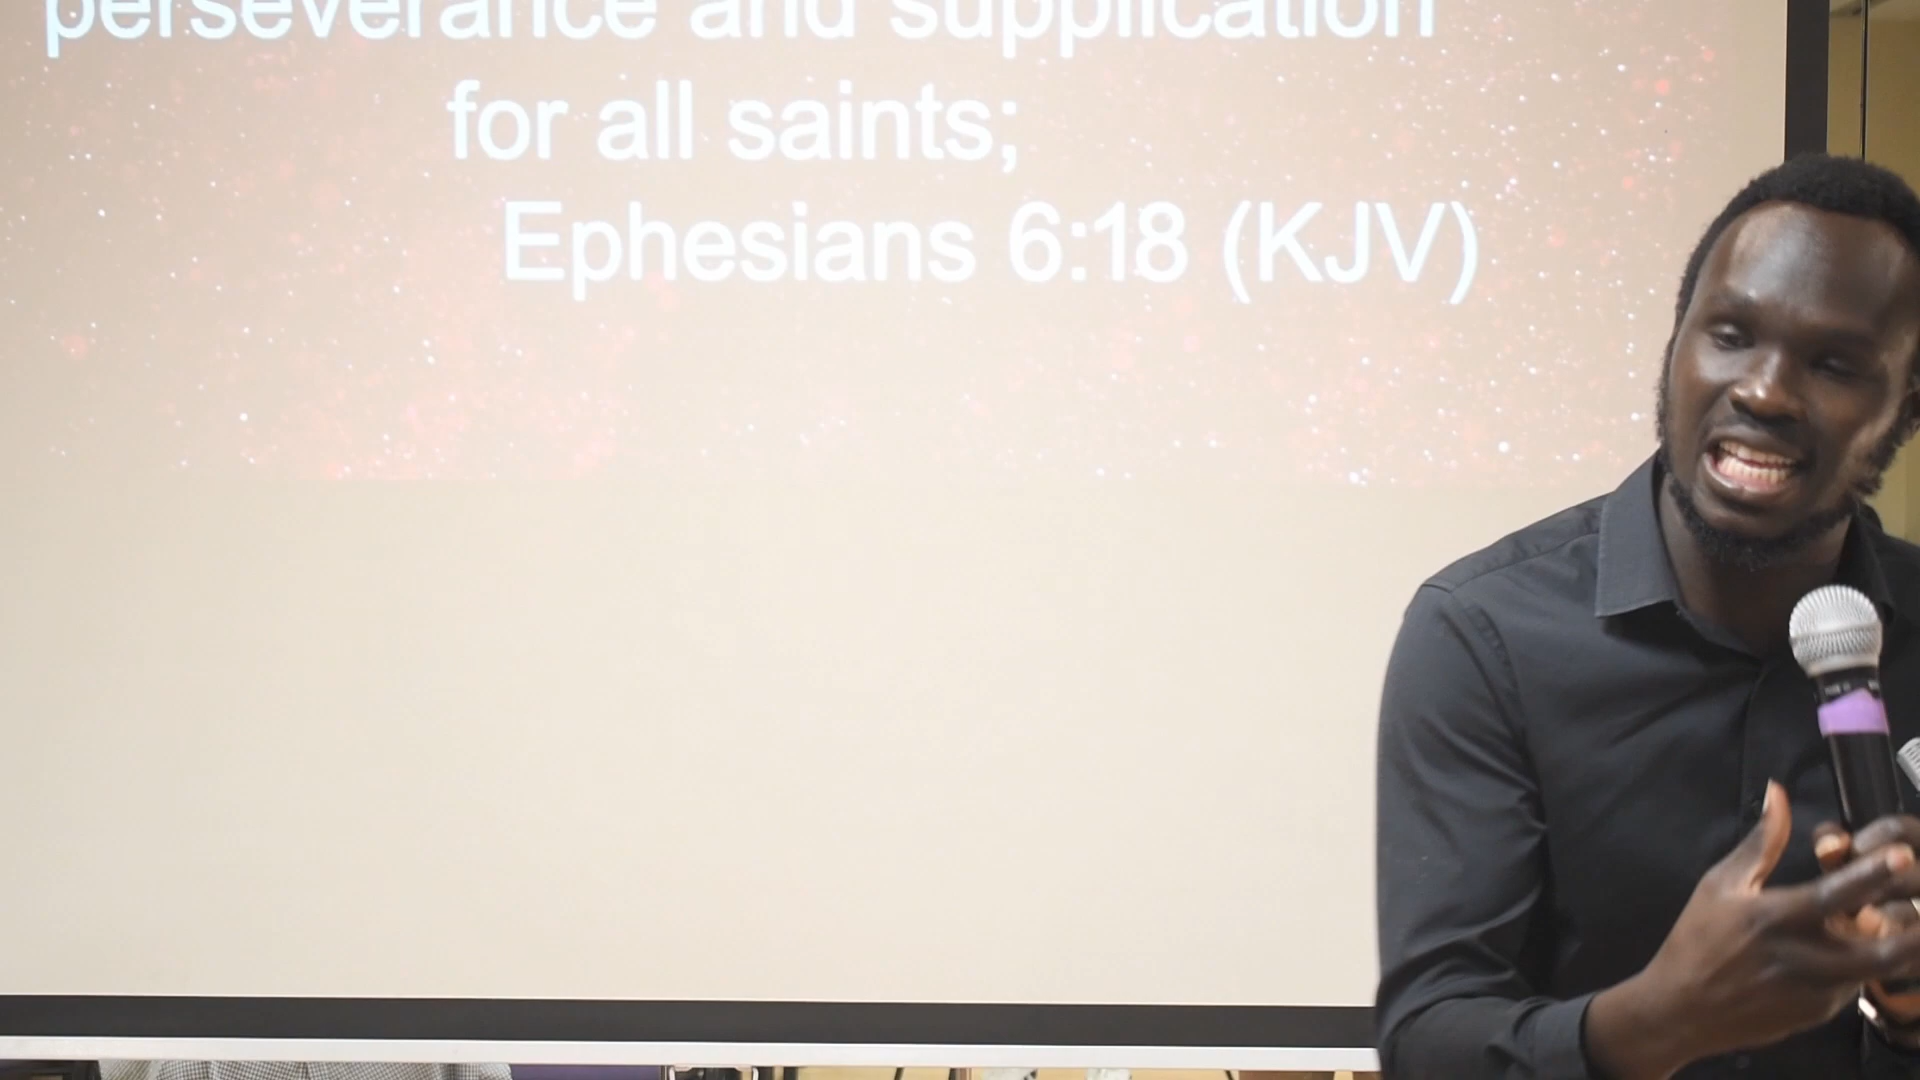 perseverance and supplication
for all saints;
Ephesians 6:18 (KJV)